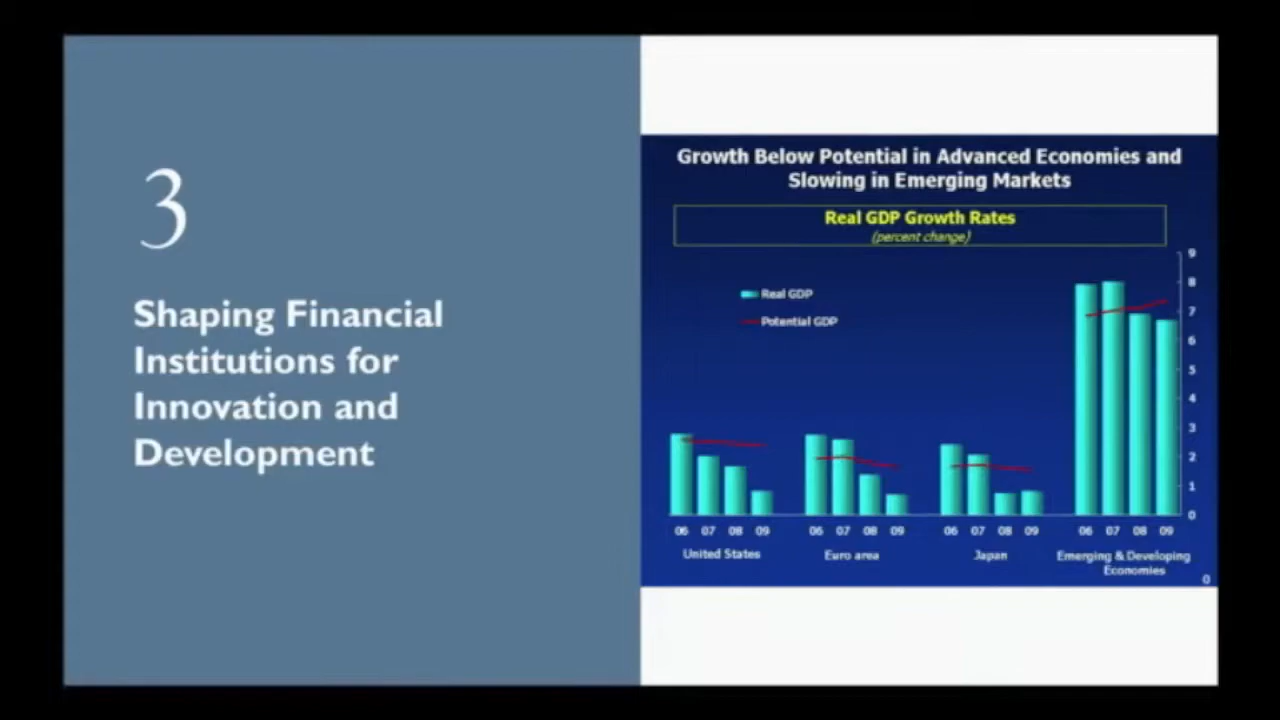 3
Shaping Financial
Institutions for
Innovation and
Development
Growth Below Potential in Advanced Economies and
Slowing in Emerging Markets
Real GDP Growth Rates
(percent change)
Real GDP
Potential GDP
9
8
7
6
5
4
3
2
1
0
06 07 08 09 06 07 08 09 06 07 08 09 06 07 08 09
United States Euro area Japan Emerging & Developing
Economies
0